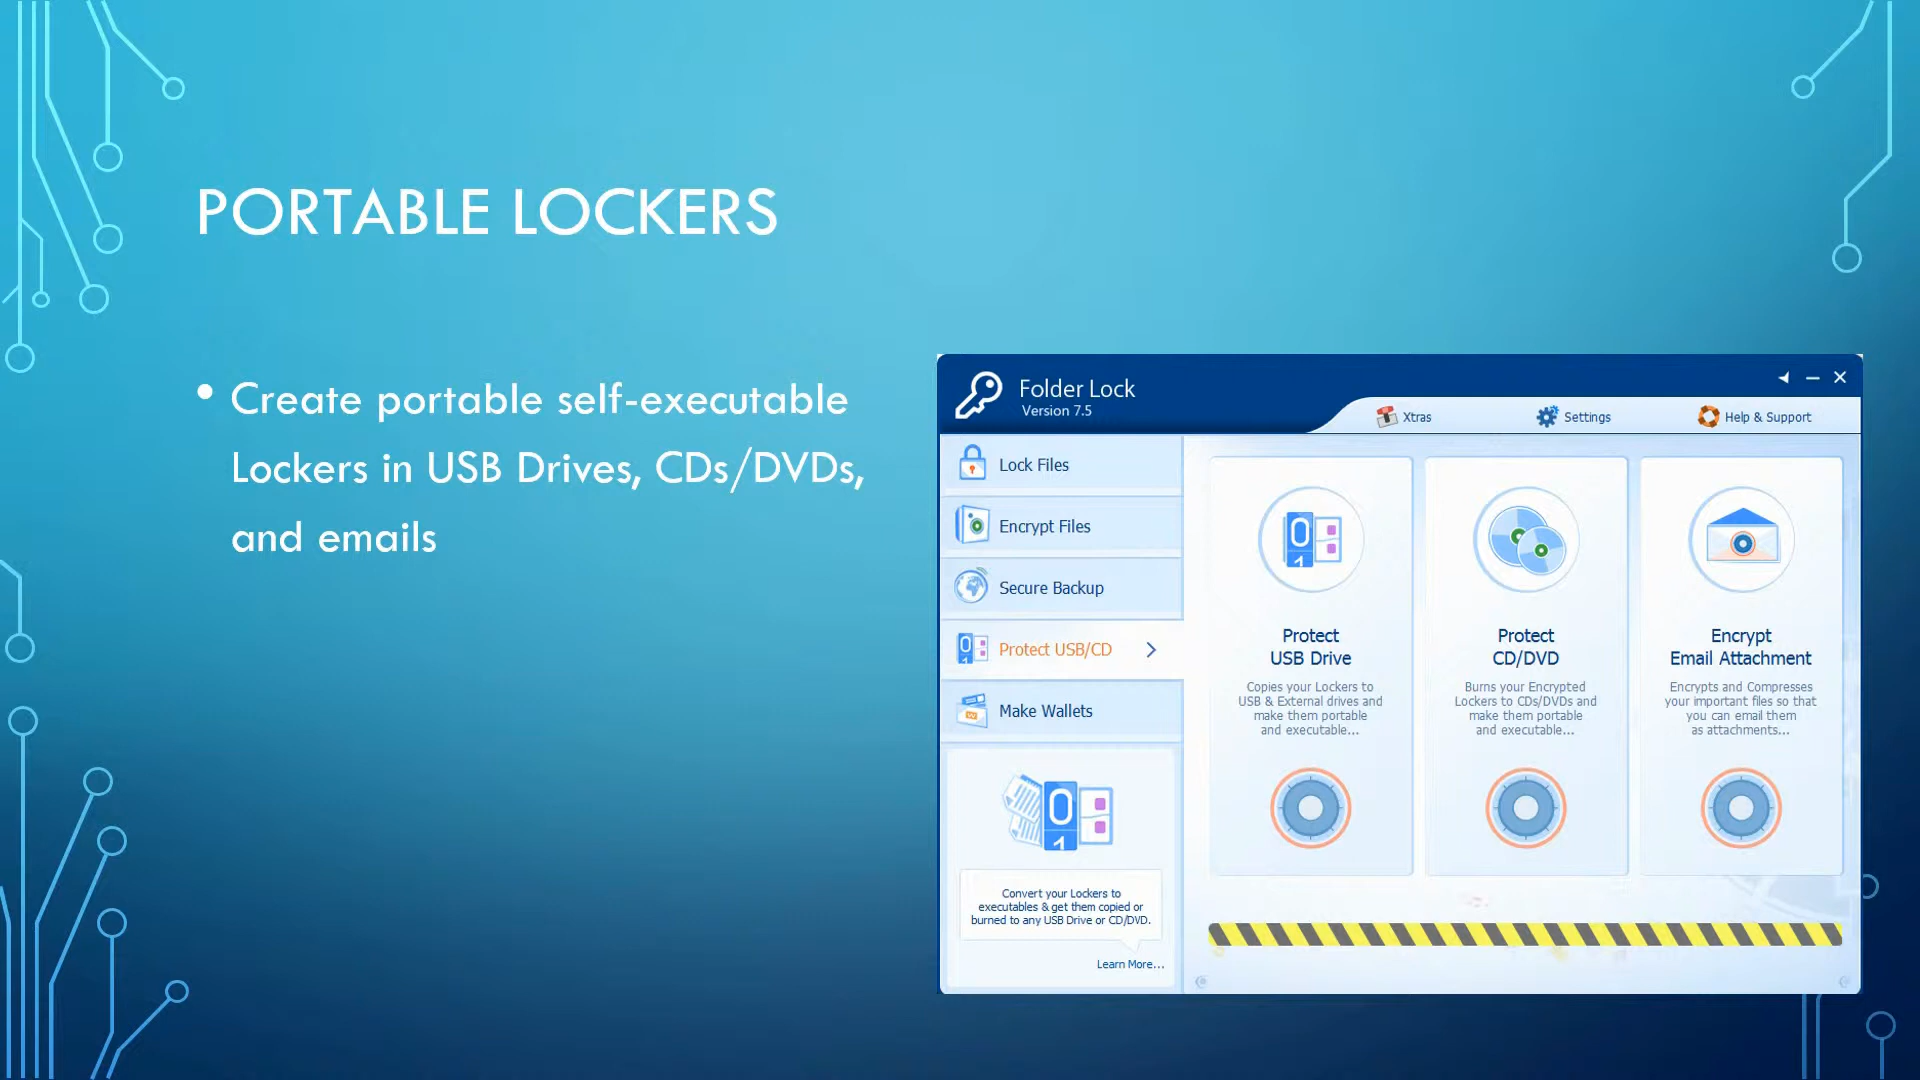 PORTABLE LOCKERS
• Create portable self-executable
Lockers in USB Drives, CDs/DVDs,
and emails
Folder Lock
Version 7.5
Xtras
Settings
Help & Support
Lock Files
Encrypt Files
Secure Backup
Protect USB/CD
Make Wallets
Convert your Lockers to
executables & get them copied or
burned to any USB Drive or CD/DVD.
Learn More...
Protect
USB Drive
Copies your Lockers to
USB & External drives and
make them portable
and executable...
Protect
CD/DVD
Burns your Encrypted
Lockers to CDs/DVDs and
make them portable
and executable...
Encrypt
Email Attachment
Encrypts and Compresses
your important files so that
you can email them
as attachments...